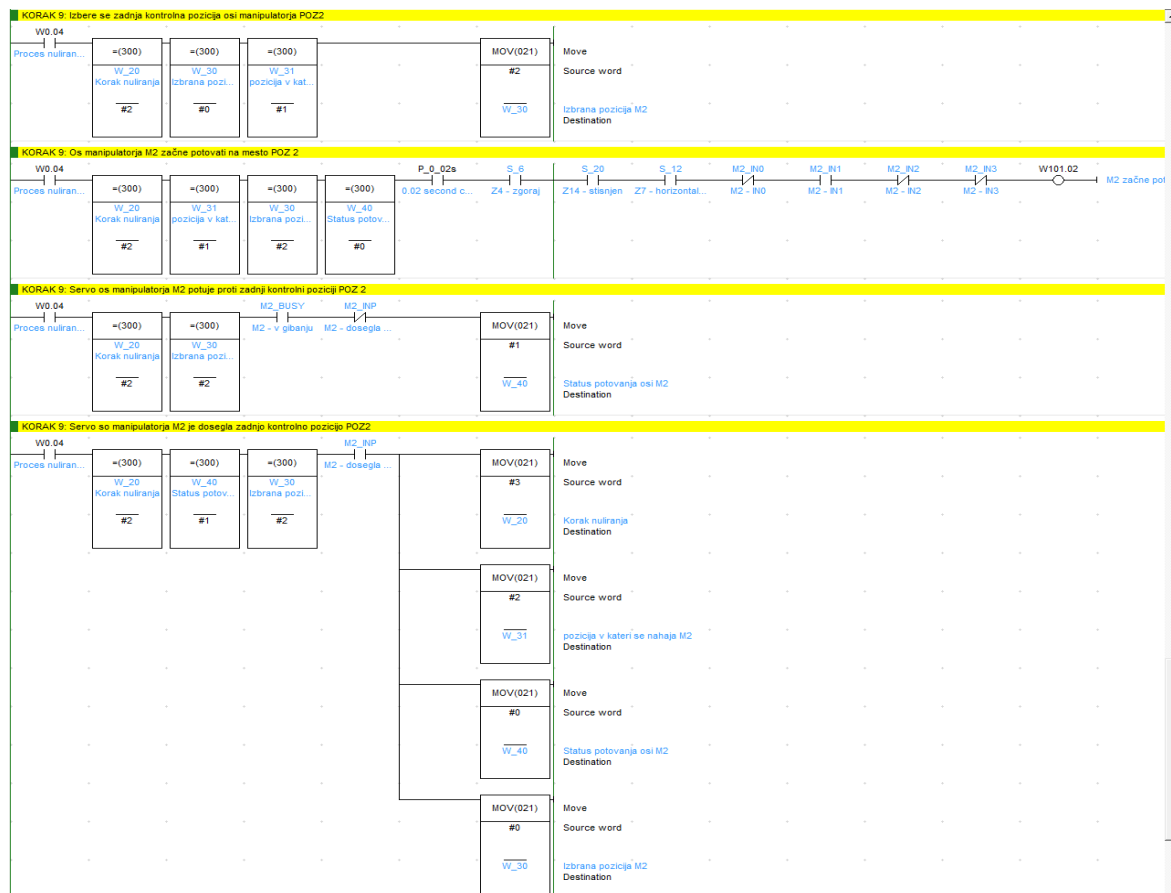 KORAK 9: Izbere se zadnja kontrolna pozicija osi manipulatorja POZ2
W0.04
Proces nuliran...
=(300)
W_20
Korak nuliranja
#2
=(300)
W_30
Izbrana pozi...
#0
=(300)
W_31
pozicija v kat...
#1
MOV(021)
Move
#2
Source word
W_30
Izbrana pozicija M2
Destination
KORAK 9: Os manipulatorja M2 začne potovati na mesto POZ 2
W0.04
Proces nuliran...
=(300)
W_20
Korak nuliranja
#2
=(300)
W_31
pozicija v kat...
#1
=(300)
W_30
Izbrana pozi...
#2
=(300)
W_40
Status potov...
#0
P_0_02s
0.02 second c...
S_6
Z4 - zgoraj
S_20
Z14 - stisnjen
S_12
Z7 - horizontal...
M2_IN0
M2 - IN0
M2_IN1
M2 - IN1
M2_IN2
M2 - IN2
M2_IN3
M2 - IN3
W101.02
M2 začne pot
KORAK 9: Servo os manipulatorja M2 potuje proti zadnji kontrolni poziciji POZ 2
W0.04
Proces nuliran...
=(300)
W_20
Korak nuliranja
#2
=(300)
W_30
Izbrana pozi...
#2
M2_BUSY
M2 - v gibanju
M2_INP
M2 - dosegla ...
MOV(021)
Move
#1
Source word
W_40
Status potovanja osi M2
Destination
KORAK 9: Servo so manipulatorja M2 je dosegla zadnjo kontrolno pozicijo POZ2
W0.04
Proces nuliran...
=(300)
W_20
Korak nuliranja
#2
=(300)
W_40
Status potov...
#1
=(300)
W_30
Izbrana pozi...
#2
M2_INP
M2 - dosegla ...
MOV(021)
Move
#3
Source word
W_20
Korak nuliranja
Destination
MOV(021)
Move
#2
Source word
W_31
pozicija v kateri se nahaja M2
Destination
MOV(021)
Move
#0
Source word
W_40
Status potovanja osi M2
Destination
MOV(021)
Move
#0
Source word
W_30
Izbrana pozicija M2
Destination